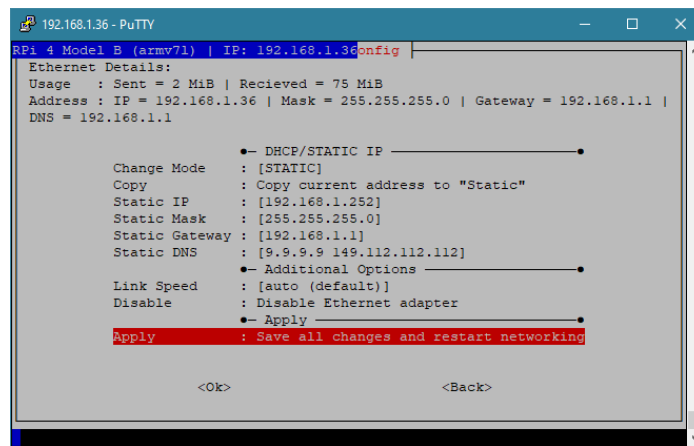 192.168.1.36 - PuTTY
RPi 4 Model B (armv7l) | IP: 192.168.1.36onfig
Ethernet Details:
Usage : Sent = 2 MiB | Recieved = 75 MiB
Address : IP = 192.168.1.36 | Mask = 255.255.255.0 | Gateway = 192.168.1.1 |
DNS = 192.168.1.1
DHCP/STATIC IP
Change Mode : [STATIC]
Copy : Copy current address to "Static"
Static IP : [192.168.1.252]
Static Mask : [255.255.255.0]
Static Gateway : [192.168.1.1]
Static DNS : [9.9.9.9 149.112.112.112]
Additional Options
Link Speed : [auto (default)]
Disable : Disable Ethernet adapter
Apply
Apply : Save all changes and restart networking
<Ok> <Back>